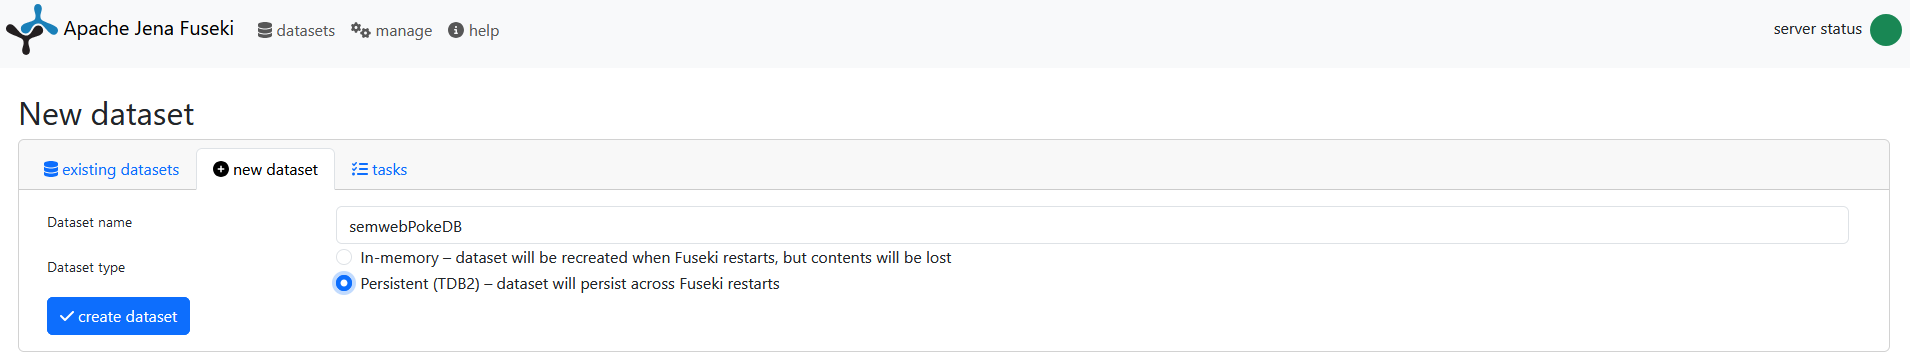 Apache Jena Fuseki datasets manage help server status
New dataset
existing datasets new dataset tasks
Dataset name semwebPokeDB
Dataset type
In-memory – dataset will be recreated when Fuseki restarts, but contents will be lost
Persistent (TDB2) – dataset will persist across Fuseki restarts
create dataset